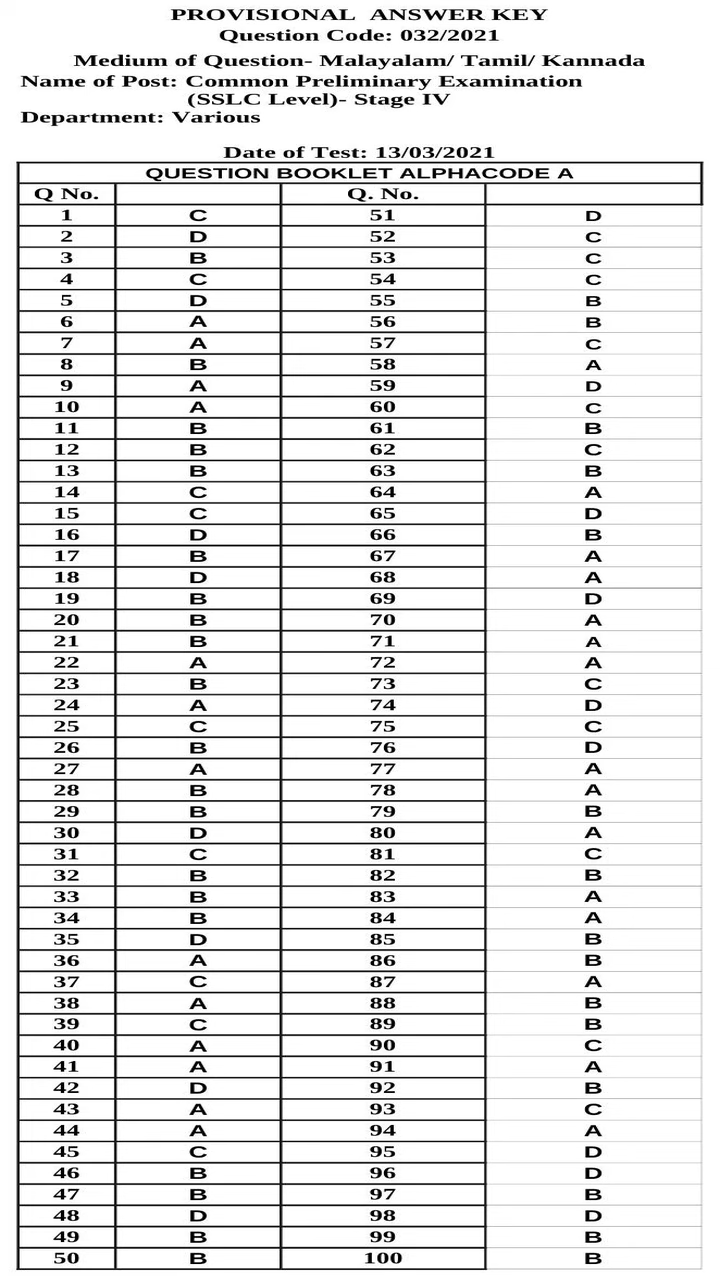 PROVISIONAL ANSWER KEY
Question Code: 032/2021
Medium of Question- Malayalam/ Tamil/ Kannada
Name of Post: Common Preliminary Examination
(SSLC Level)- Stage IV
Department: Various
Date of Test: 13/03/2021
QUESTION BOOKLET ALPHACODE A
Q No. Q. No.
1 C 51 D
2 D 52 C
3 B 53 C
4 C 54 C
5 D 55 B
6 A 56 B
7 A 57 C
8 B 58 A
9 A 59 D
10 A 60 C
11 B 61 B
12 B 62 C
13 B 63 B
14 C 64 A
15 C 65 D
16 D 66 B
17 B 67 A
18 D 68 A
19 B 69 D
20 B 70 A
21 B 71 A
22 A 72 A
23 B 73 C
24 A 74 D
25 C 75 C
26 B 76 D
27 A 77 A
28 B 78 A
29 B 79 B
30 D 80 A
31 C 81 C
32 B 82 B
33 B 83 A
34 B 84 A
35 D 85 B
36 A 86 B
37 C 87 A
38 A 88 B
39 C 89 B
40 A 90 C
41 A 91 A
42 D 92 B
43 A 93 C
44 A 94 A
45 C 95 D
46 B 96 D
47 B 97 B
48 D 98 D
49 B 99 B
50 B 100 B